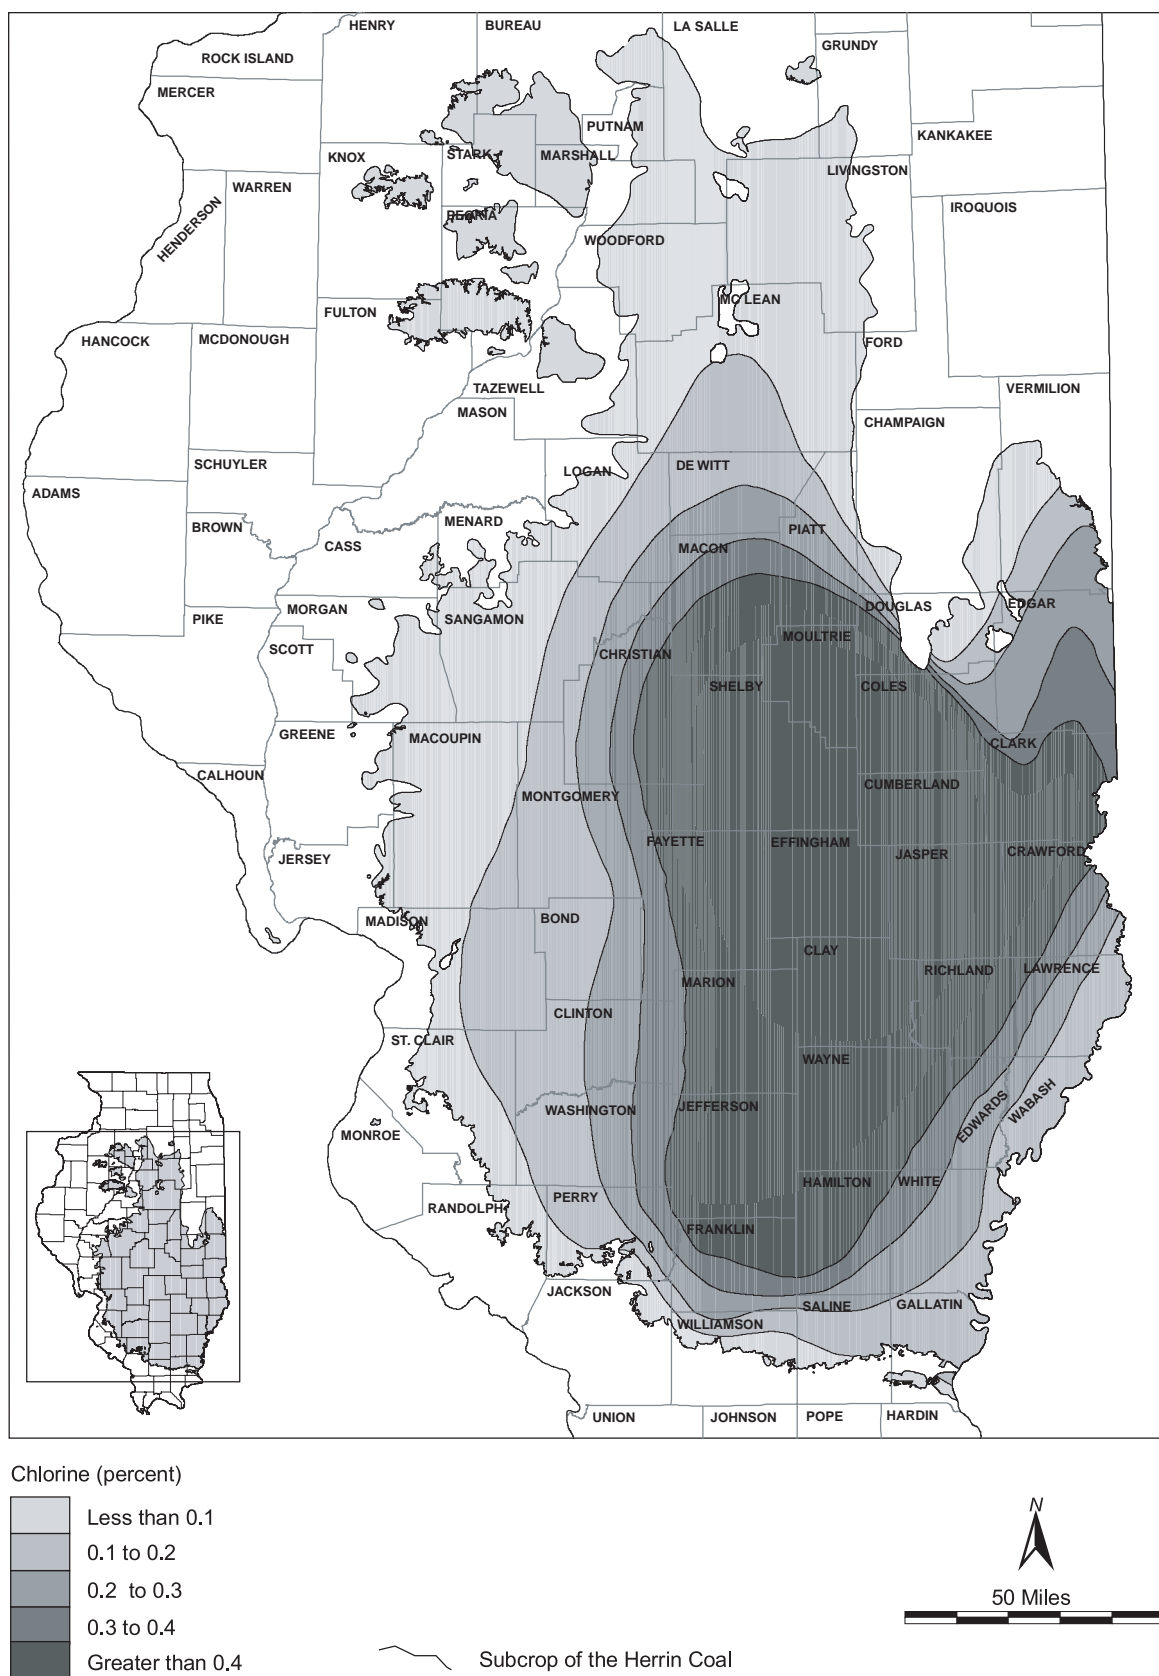 HENRY
BUREAU
LA SALLE
GRUNDY
ROCK ISLAND
MERCER
PUTNAM
KANKAKEE
KNOX
STARK
MARSHALL
LIVINGSTON
WARREN
HENDERSON
IROQUOIS
PEORIA
WOODFORD
MC LEAN
FULTON
HANCOCK
MCDONOUGH
FORD
TAZEWELL
VERMILION
MASON
CHAMPAIGN
SCHUYLER
LOGAN
DE WITT
ADAMS
BROWN
MENARD
PIATT
CASS
MACON
MORGAN
DOUGLAS
EDGAR
PIKE
SANGAMON
MOULTRIE
SCOTT
CHRISTIAN
SHELBY
COLES
GREENE
MACOUPIN
CLARK
CALHOUN
CUMBERLAND
MONTGOMERY
FAYETTE
EFFINGHAM
JASPER
CRAWFORD
JERSEY
MADISON
BOND
CLAY
RICHLAND
LAWRENCE
MARION
CLINTON
ST. CLAIR
WAYNE
JEFFERSON
WASHINGTON
EDWARDS
WABASH
MONROE
HAMILTON
WHITE
PERRY
RANDOLPH
FRANKLIN
JACKSON
SALINE
GALLATIN
WILLIAMSON
UNION
JOHNSON
POPE
HARDIN
Chlorine (percent)
Less than 0.1
0.1 to 0.2
0.2 to 0.3
0.3 to 0.4
Greater than 0.4
Subcrop of the Herrin Coal
N
50 Miles